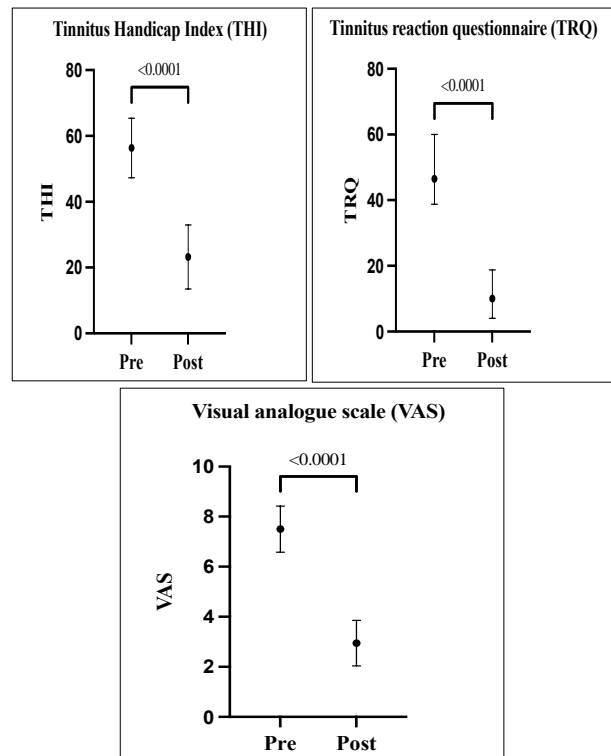 Tinnitus Handicap Index (THI)
<0.0001
80
60
40
20
0
THI
Pre
Post
Tinnitus reaction questionnaire (TRQ)
<0.0001
80
60
40
20
0
TRQ
Pre
Post
Visual analogue scale (VAS)
<0.0001
10
8
6
4
2
0
VAS
Pre
Post